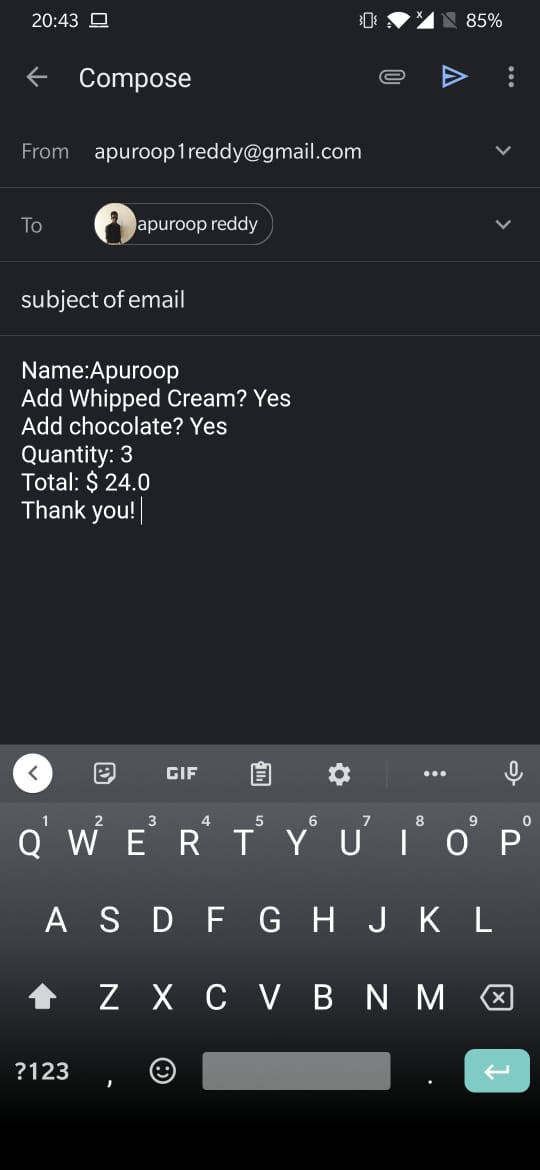 20:43 85%
Compose
From apuroop1reddy@gmail.com
To apuroop reddy
subject of email
Name:Apuroop
Add Whipped Cream? Yes
Add chocolate? Yes
Quantity: 3
Total: $ 24.0
Thank you!
GIF
1 2 3 4 5 6 7 8 9 0
Q W E R T Y U I O P
A S D F G H J K L
Z X C V B N M
?123 , .